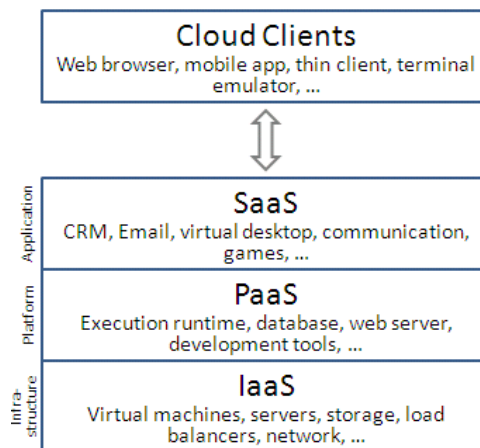 Cloud Clients
Web browser, mobile app, thin client, terminal
emulator, ...
Application
SaaS
CRM, Email, virtual desktop, communication,
games, ...
Platform
PaaS
Execution runtime, database, web server,
development tools, ...
Infra-
structure
IaaS
Virtual machines, servers, storage, load
balancers, network, ...